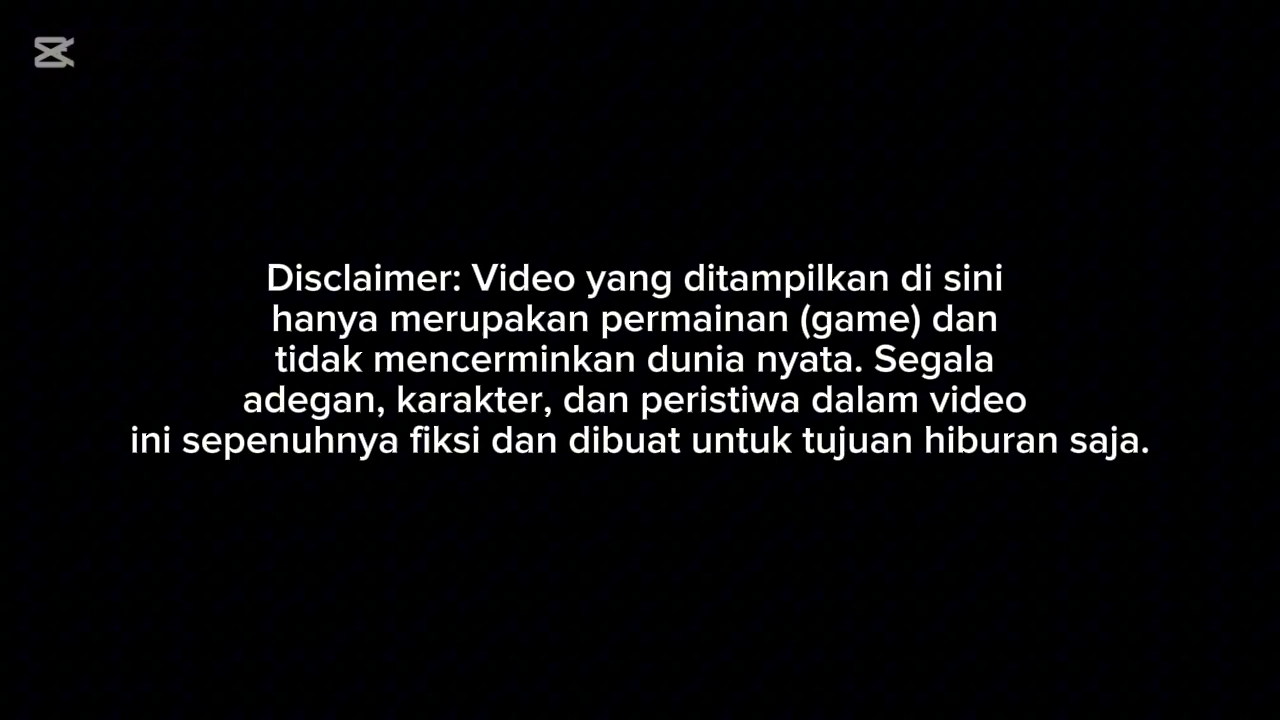 Disclaimer: Video yang ditampilkan di sini
hanya merupakan permainan (game) dan
tidak mencerminkan dunia nyata. Segala
adegan, karakter, dan peristiwa dalam video
ini sepenuhnya fiksi dan dibuat untuk tujuan hiburan saja.